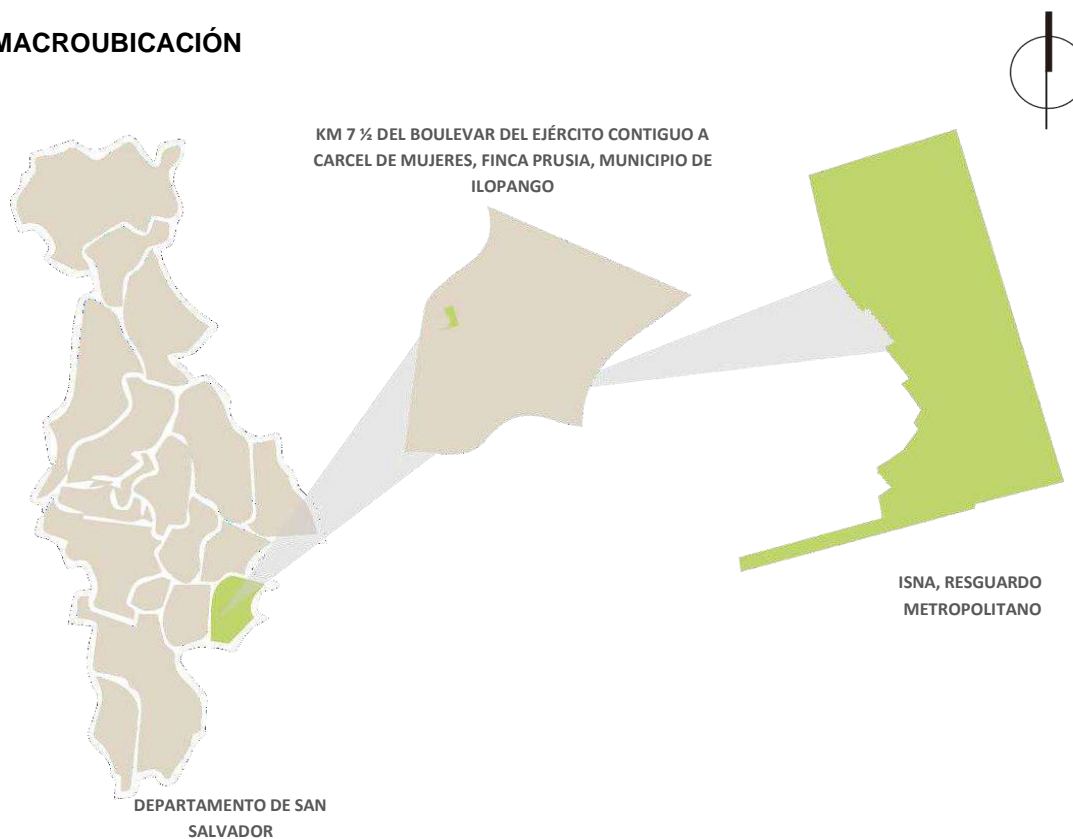 MACROUBICACIÓN
KM 7 ½ DEL BOULEVAR DEL EJÉRCITO CONTIGUO A
CARCEL DE MUJERES, FINCA PRUSIA, MUNICIPIO DE
ILOPANGO
ISNA, RESGUARDO
METROPOLITANO
DEPARTAMENTO DE SAN
SALVADOR